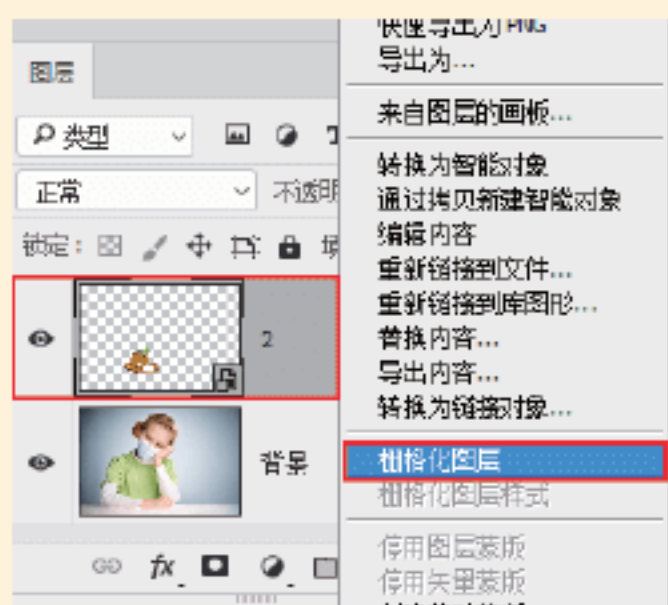 图层
类型
正常
不透明
锁定:
2
背景
fx
快速导出为 PNG
导出为...
来自图层的画板...
转换为智能对象
通过拷贝新建智能对象
编辑内容
重新链接到文件...
重新链接到库图形...
替换内容...
导出内容...
转换为链接对象...
栅格化图层
栅格化图层样式
停用图层蒙版
停用矢量蒙版